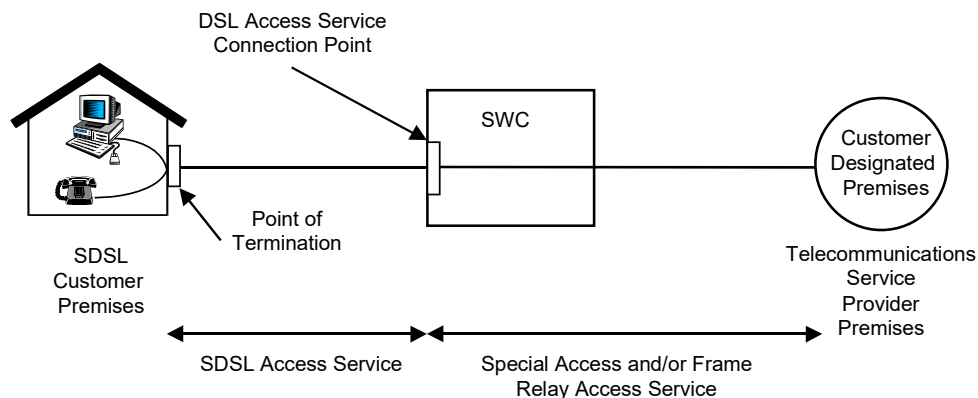 DSL Access Service
Connection Point
SWC
Customer
Designated
Premises
Point of
Termination
SDSL
Customer
Premises
Telecommunications
Service
Provider
Premises
SDSL Access Service
Special Access and/or Frame
Relay Access Service